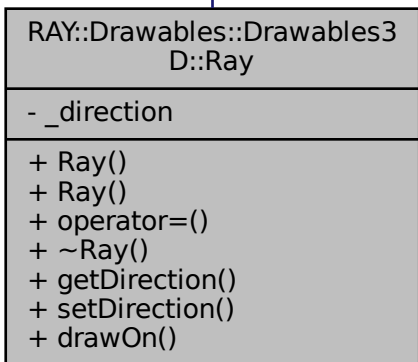 RAY::Drawables::Drawables3
D::Ray
- _direction
+ Ray()
+ Ray()
+ operator=()
+ ~Ray()
+ getDirection()
+ setDirection()
+ drawOn()